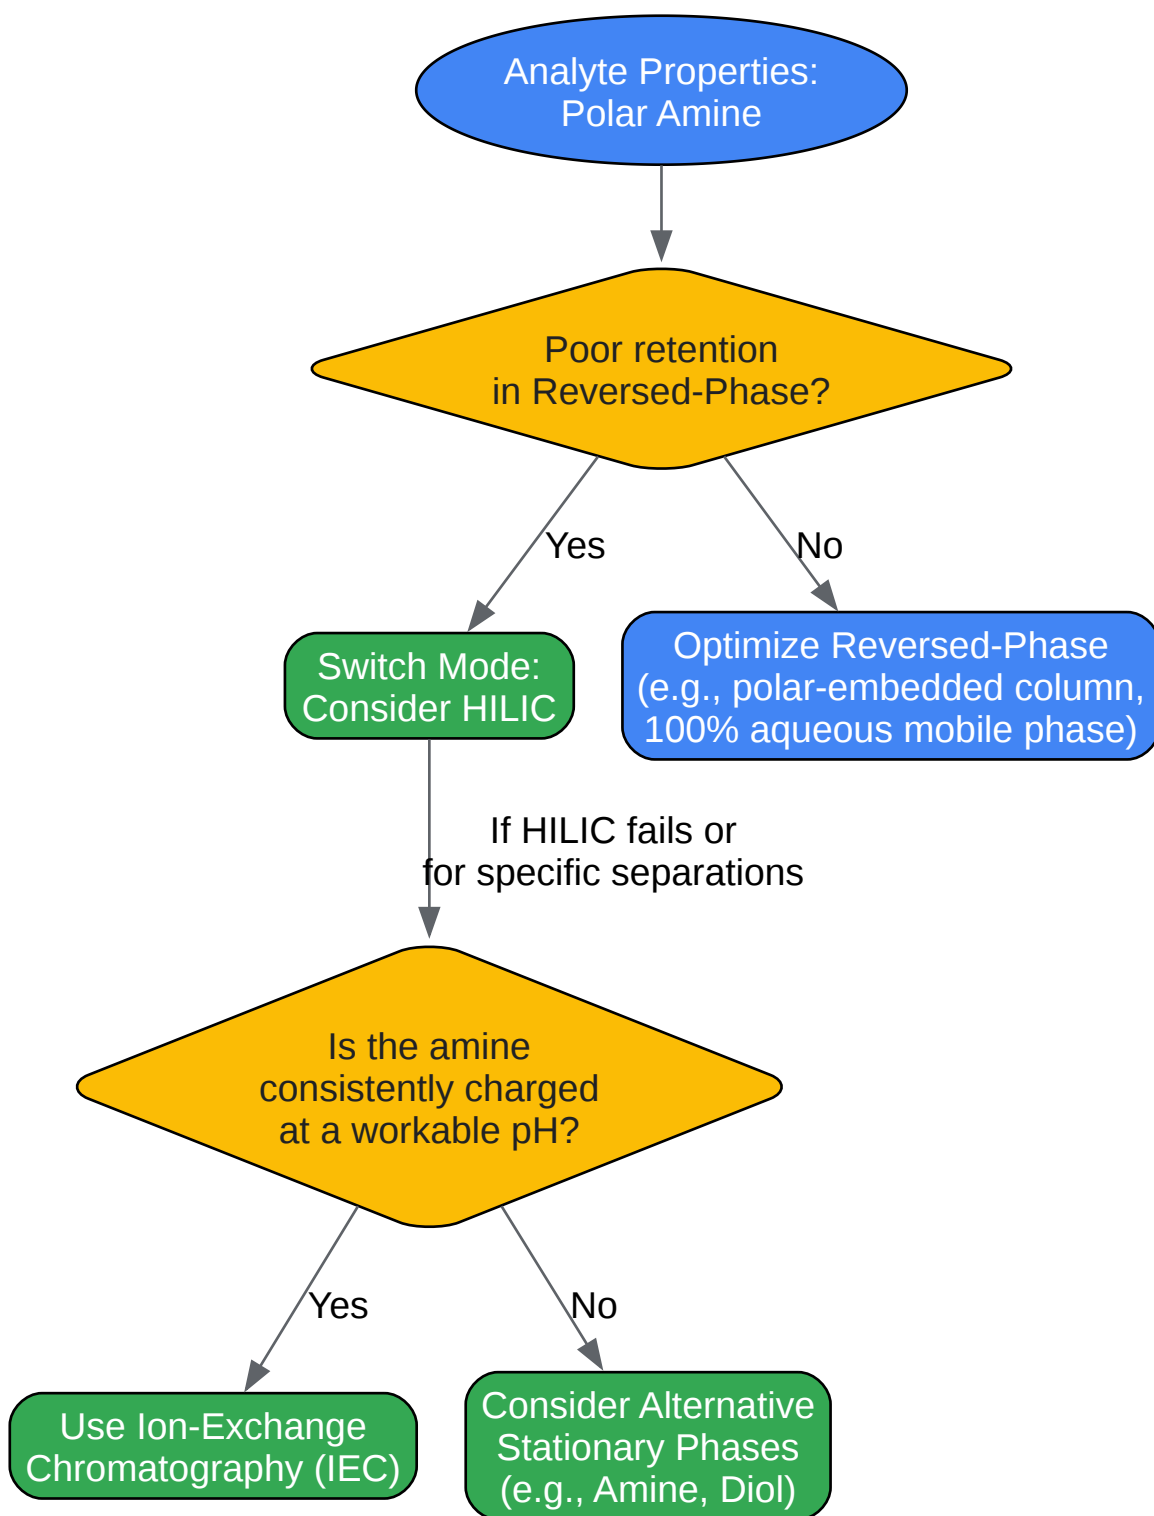 Analyte Properties:
Polar Amine
Poor retention
in Reversed-Phase?
Yes
No
Switch Mode:
Consider HILIC
Optimize Reversed-Phase
(e.g., polar-embedded column,
100% aqueous mobile phase)
If HILIC fails or
for specific separations
Is the amine
consistently charged
at a workable pH?
Yes
No
Use Ion-Exchange
Chromatography (IEC)
Consider Alternative
Stationary Phases
(e.g., Amine, Diol)